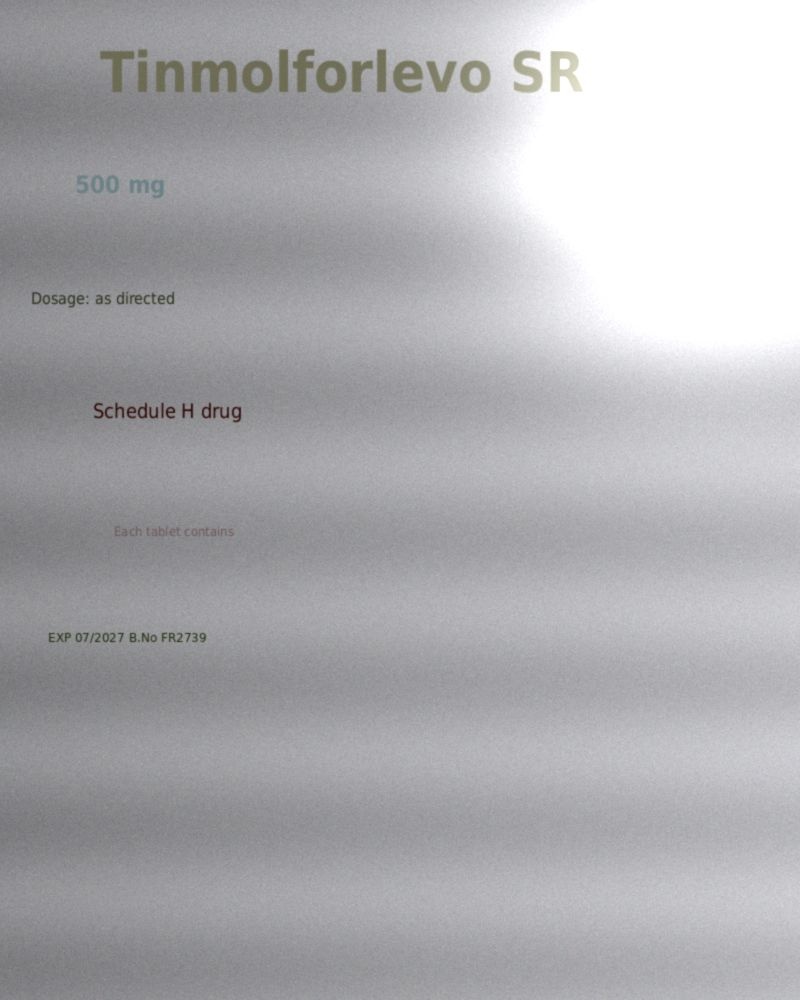 Tinmolforlevo SR
500 mg
Dosage: as directed
Schedule H drug
Each tablet contains
EXP 07/2027 B.No FR2739